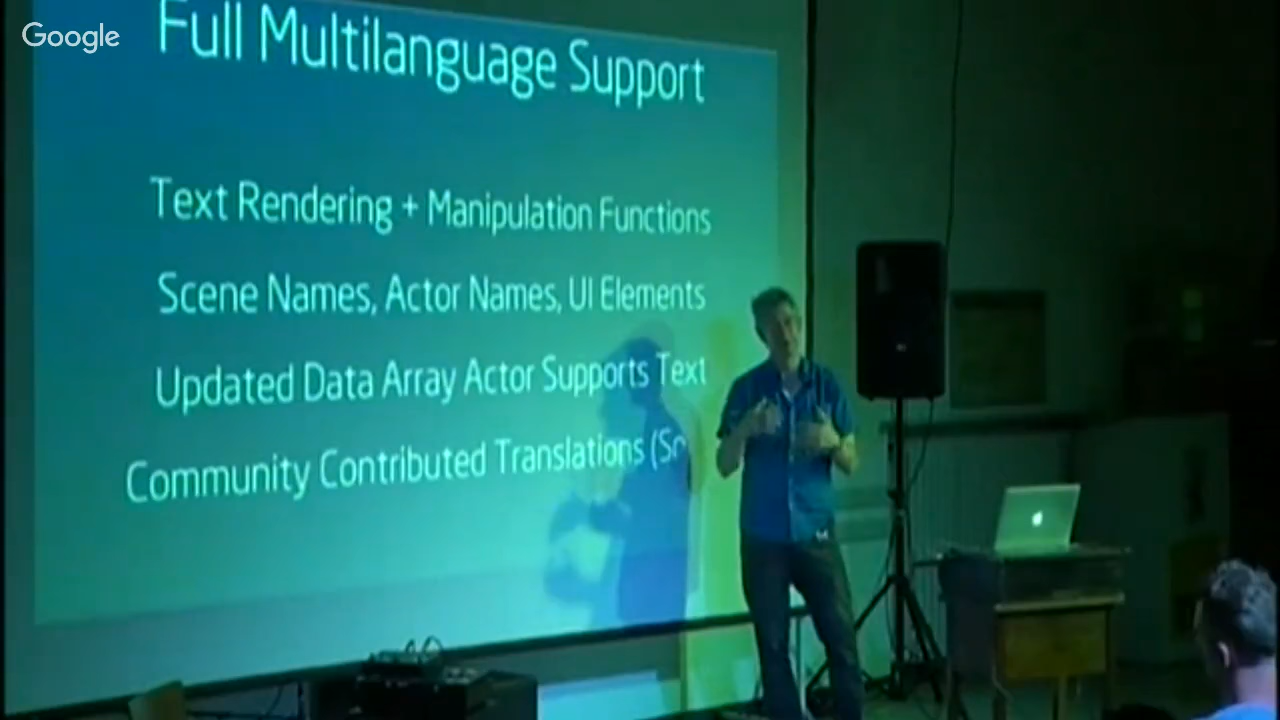 Google
Full Multilanguage Support
Text Rendering + Manipulation Functions
Scene Names, Actor Names, UI Elements
Updated Data Array Actor Supports Text
Community Contributed Translations